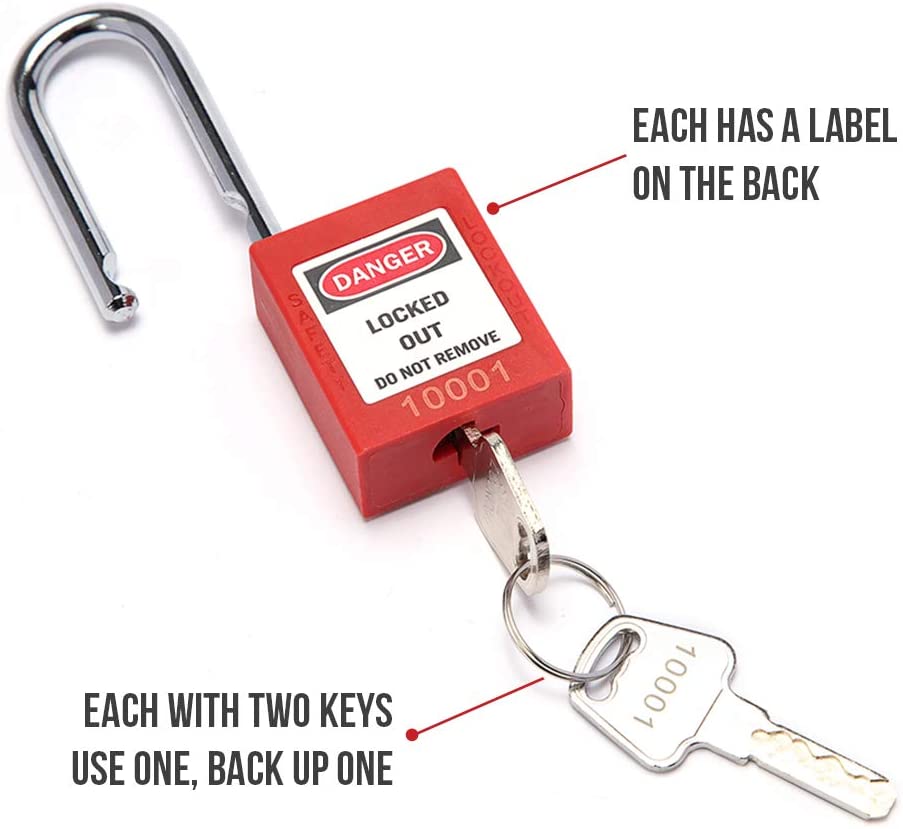 EACH HAS A LABEL
ON THE BACK
LOCKOUT
SAFETY
DANGER
LOCKED
OUT
DO NOT REMOVE
10001
10001
EACH WITH TWO KEYS
USE ONE, BACK UP ONE